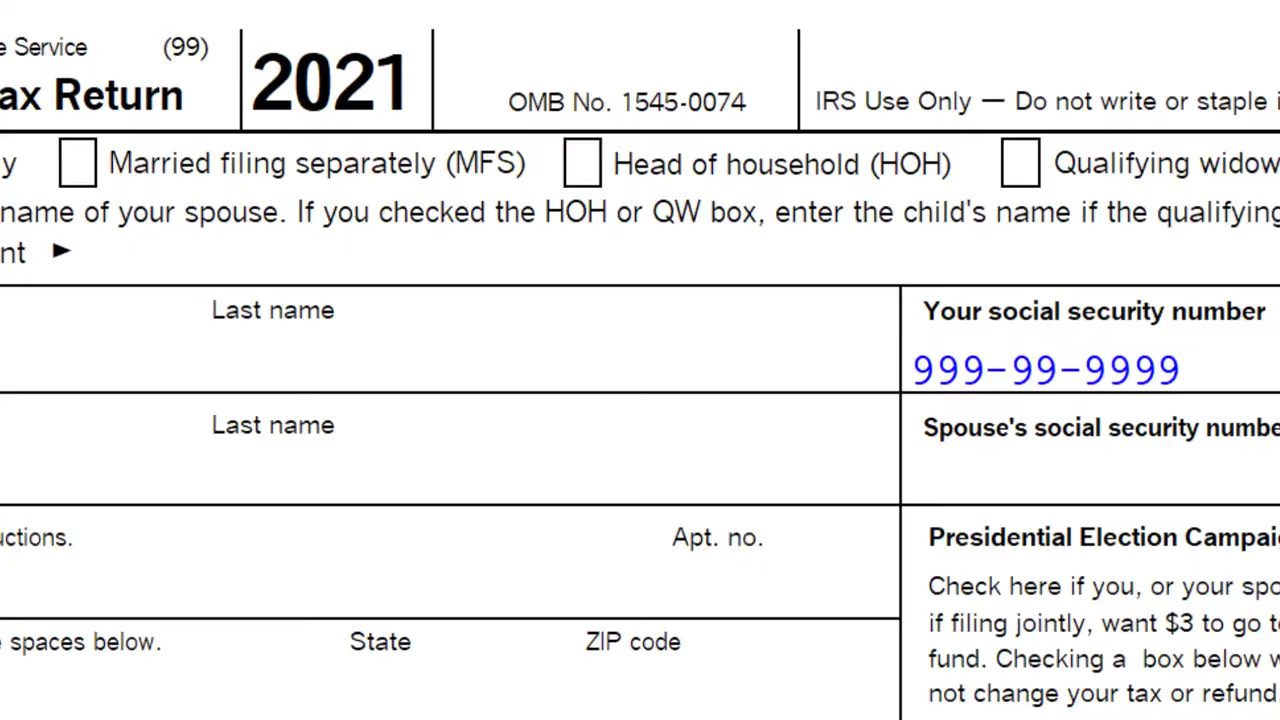 e Service (99)
ax Return 2021 OMB No. 1545-0074 IRS Use Only — Do not write or staple i
y Married filing separately (MFS) Head of household (HOH) Qualifying widow
name of your spouse. If you checked the HOH or QW box, enter the child's name if the qualifying
nt ►
Last name Your social security number
999-99-9999
Last name Spouse's social security numbe
uctions. Apt. no. Presidential Election Campai
Check here if you, or your spo
if filing jointly, want $3 to go t
e spaces below. State ZIP code
fund. Checking a box below w
not change your tax or refund.